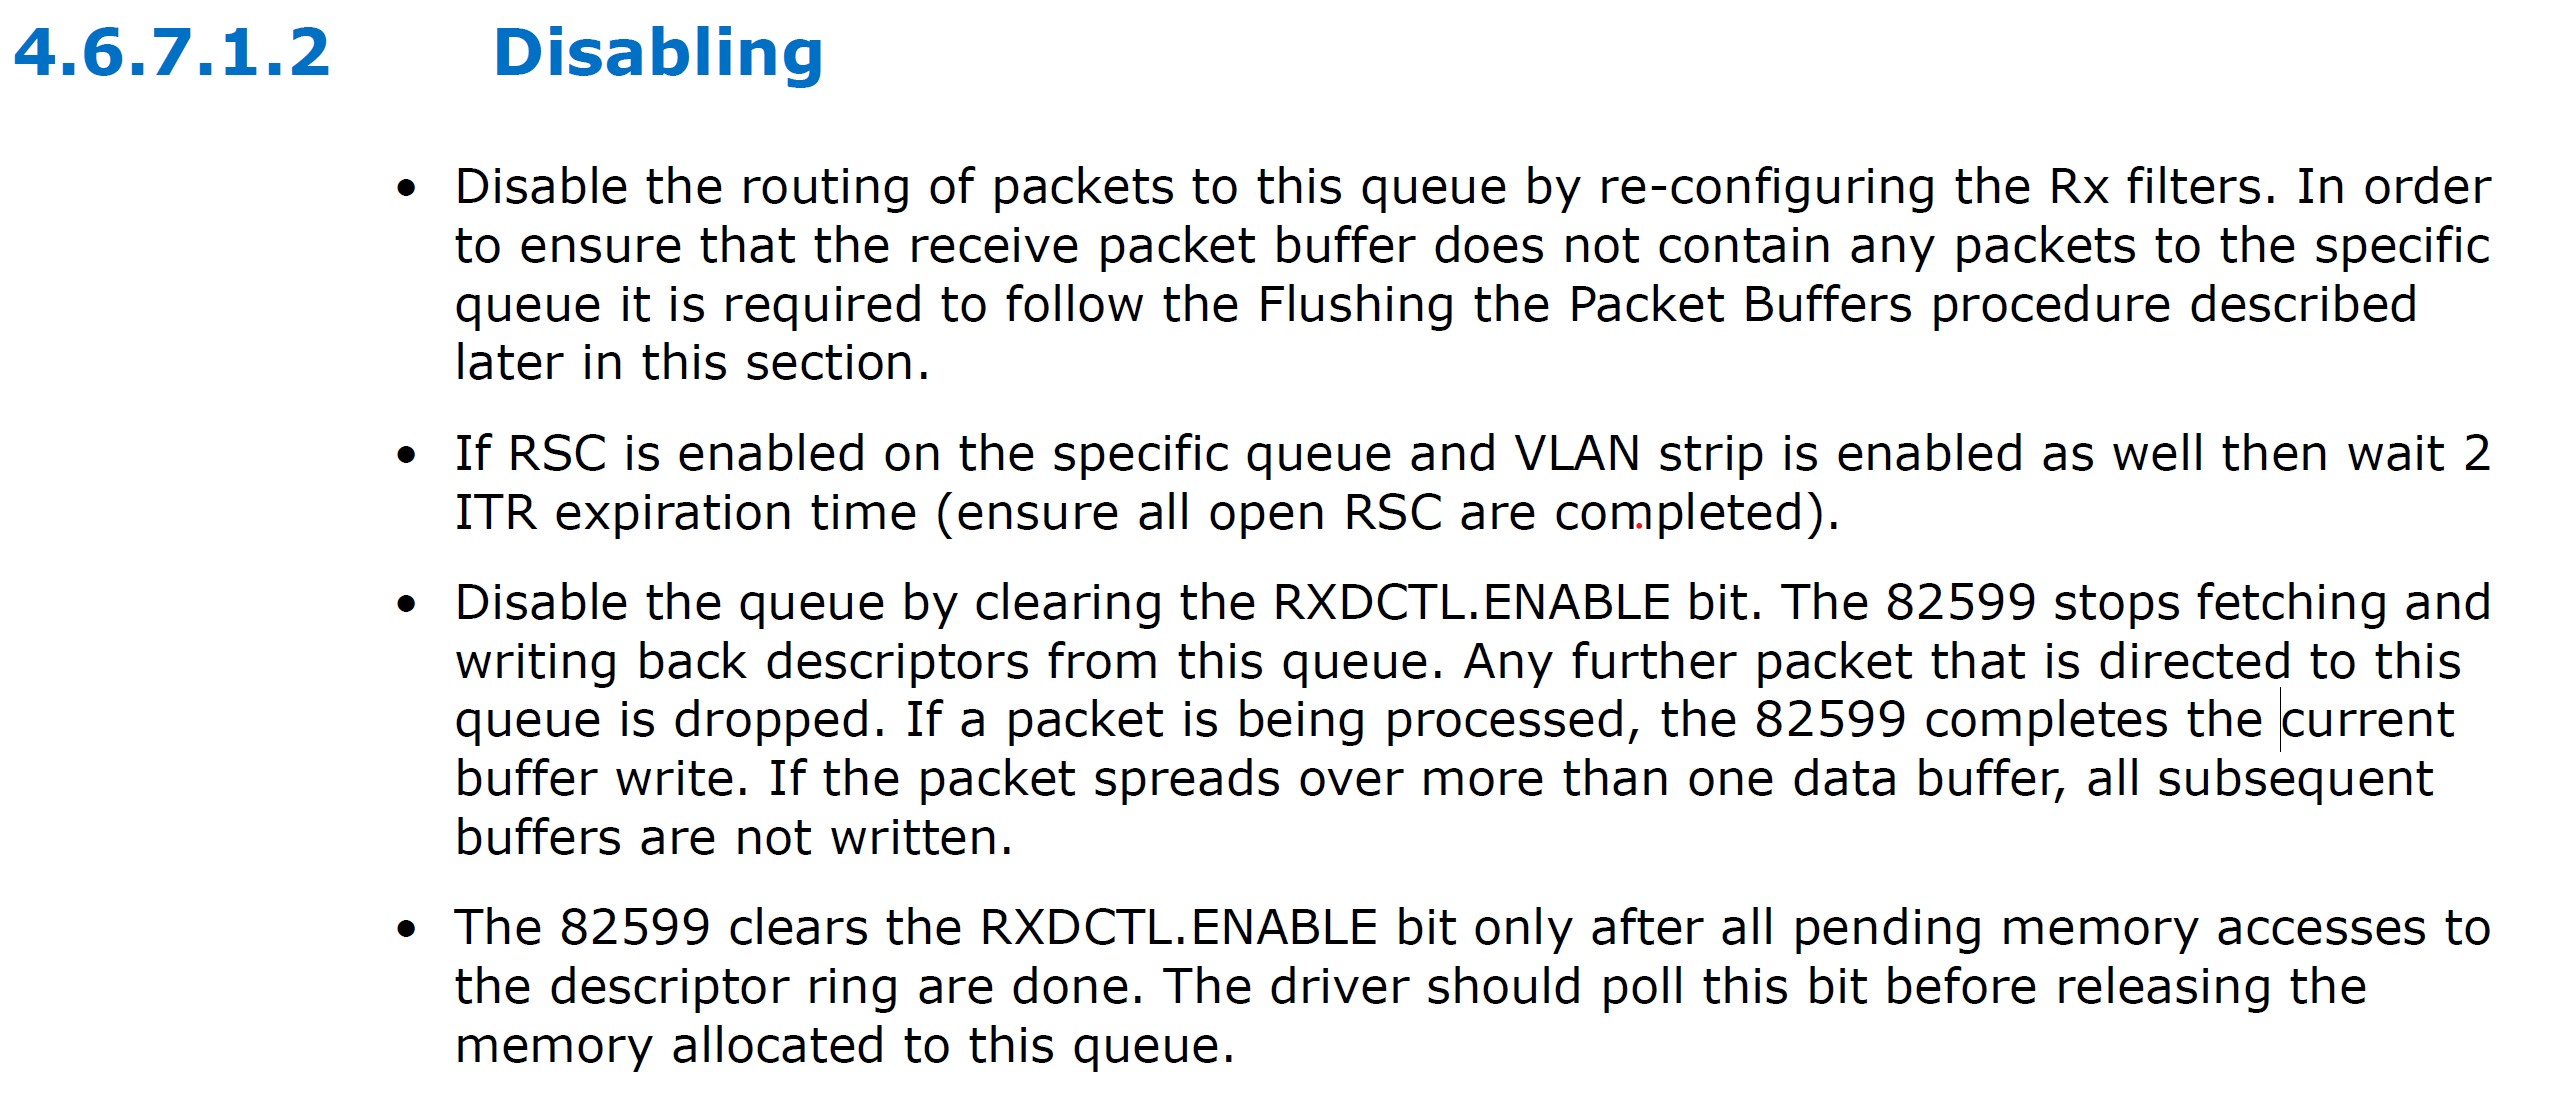 4.6.7.1.2 Disabling
• Disable the routing of packets to this queue by re-configuring the Rx filters. In order
to ensure that the receive packet buffer does not contain any packets to the specific
queue it is required to follow the Flushing the Packet Buffers procedure described
later in this section.
• If RSC is enabled on the specific queue and VLAN strip is enabled as well then wait 2
ITR expiration time (ensure all open RSC are completed).
• Disable the queue by clearing the RXDCTL.ENABLE bit. The 82599 stops fetching and
writing back descriptors from this queue. Any further packet that is directed to this
queue is dropped. If a packet is being processed, the 82599 completes the current
buffer write. If the packet spreads over more than one data buffer, all subsequent
buffers are not written.
• The 82599 clears the RXDCTL.ENABLE bit only after all pending memory accesses to
the descriptor ring are done. The driver should poll this bit before releasing the
memory allocated to this queue.